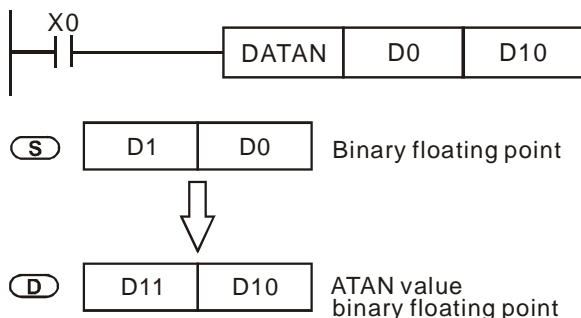 X0
DATAN D0 D10
S D1 D0 Binary floating point
D D11 D10 ATAN value
binary floating point